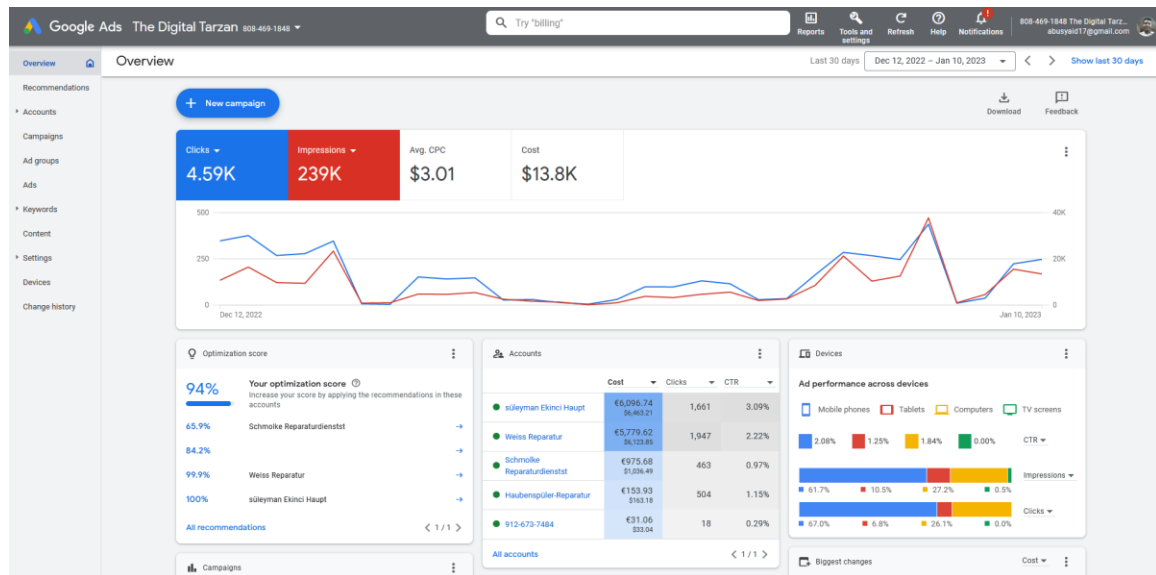 Google Ads The Digital Tarzan 808-469-1848
Try "billing"
Reports
Tools and settings
Refresh
Help
Notifications
808-469-1848 The Digital Tarz...
abusyaid17@gmail.com
Overview
Recommendations
Accounts
Campaigns
Ad groups
Ads
Keywords
Content
Settings
Devices
Change history
Overview
Last 30 days Dec 12, 2022 – Jan 10, 2023 Show last 30 days
New campaign
Download
Feedback
Clicks
4.59K
Impressions
239K
Avg. CPC
$3.01
Cost
$13.8K
500 40K
250 20K
0 0
Dec 12, 2022 Jan 10, 2023
Optimization score
94%
Your optimization score
Increase your score by applying the recommendations in these
accounts
65.9% Schmolke Reparaturdienstst
84.2%
99.9% Weiss Reparatur
100% süleyman Ekinci Haupt
All recommendations 1 / 1
Accounts
Cost Clicks CTR
süleyman Ekinci Haupt €6,096.74 $6,463.21 1,661 3.09%
Weiss Reparatur €5,779.62 $6,123.85 1,947 2.22%
Schmolke Reparaturdienstst €975.68 $1,036.49 463 0.97%
Haubenspüler-Reparatur €153.93 $163.18 504 1.15%
912-673-7484 €31.06 $33.04 18 0.29%
All accounts 1 / 1
Devices
Ad performance across devices
Mobile phones Tablets Computers TV screens
2.08% 1.25% 1.84% 0.00% CTR
Impressions
61.7% 10.5% 27.2% 0.5%
Clicks
67.0% 6.8% 26.1% 0.0%
Campaigns
Biggest changes Cost